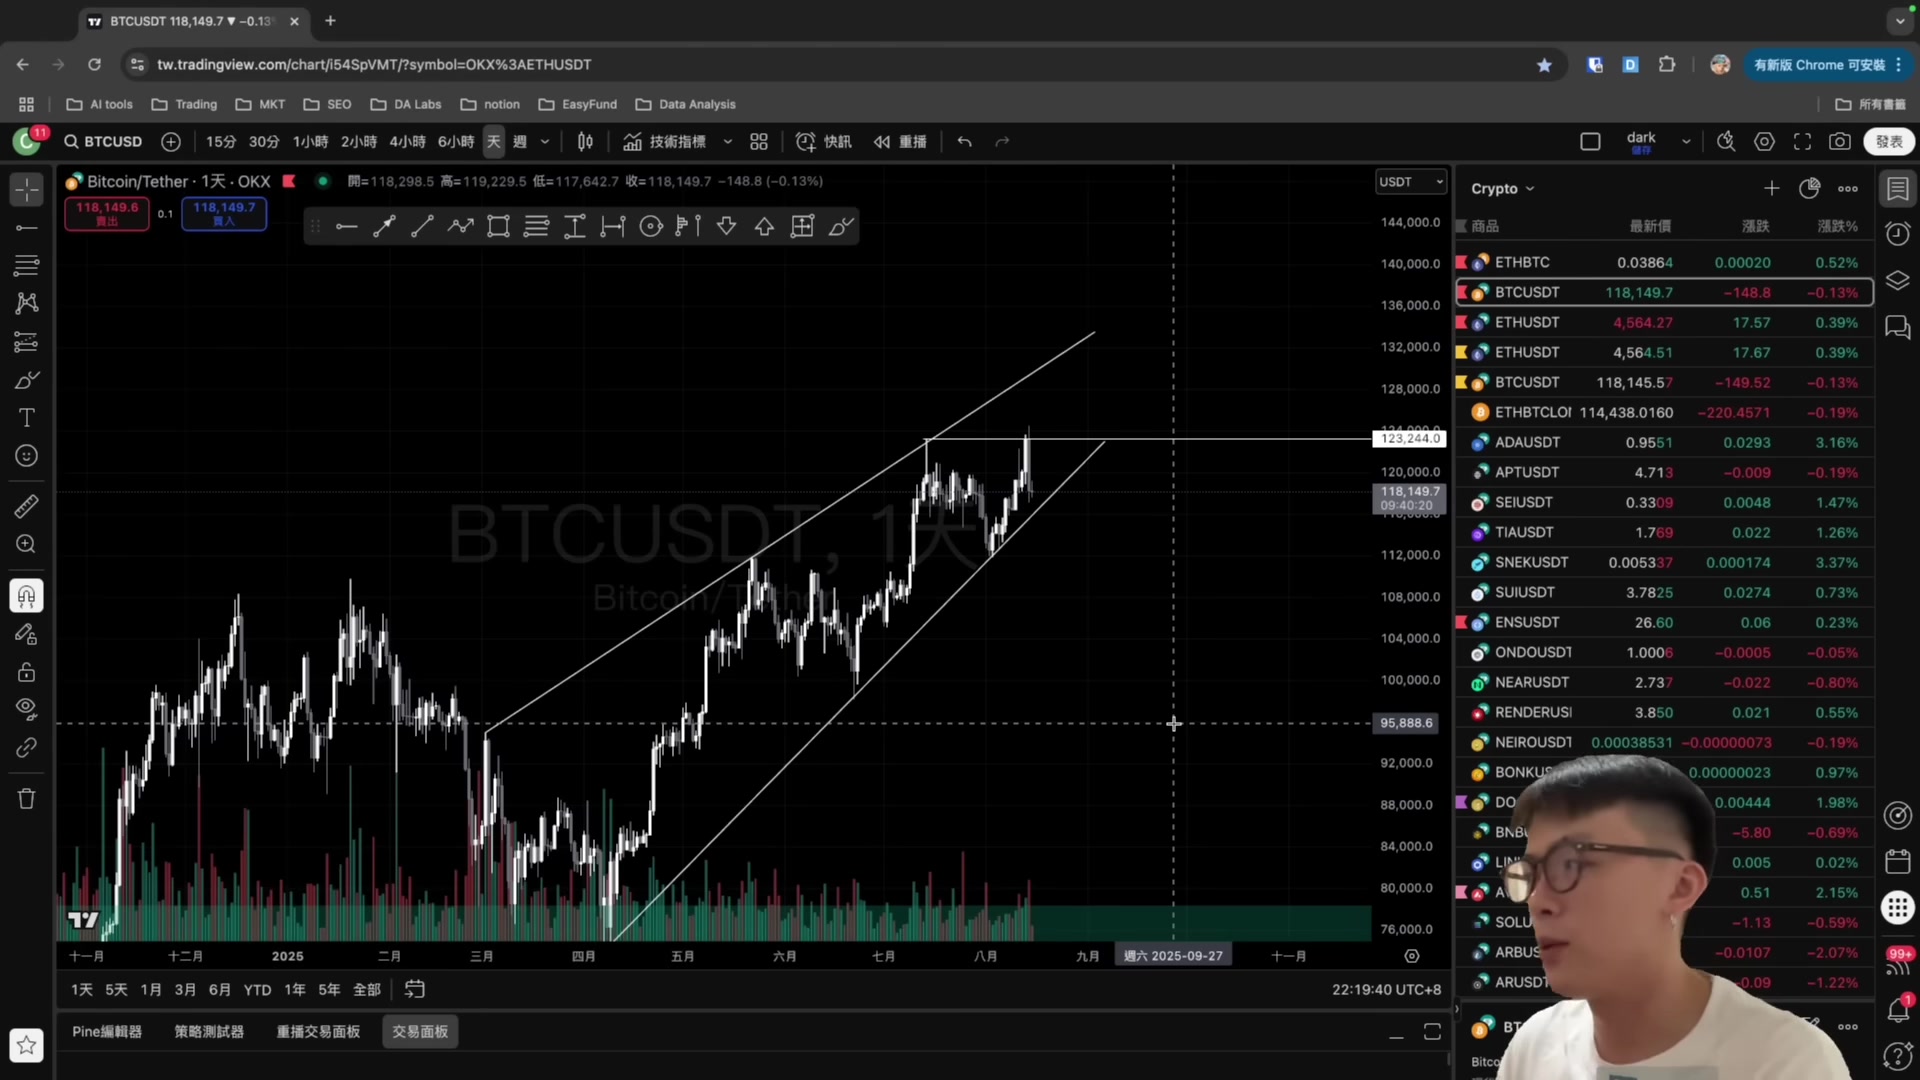 BTCUSDT 118,149.7 ▼ −0.13
tw.tradingview.com/chart/i54SpVMT/?symbol=OKX%3AETHUSDT
有新版 Chrome 可安裝
AI tools Trading MKT SEO DA Labs notion EasyFund Data Analysis 所有書籤
C 11 BTCUSD 15分 30分 1小時 2小時 4小時 6小時 天 週 技術指標 快訊 重播 dark 儲存 發表
Bitcoin/Tether · 1天 · OKX 開=118,298.5 高=119,229.5 低=117,642.7 收=118,149.7 −148.8 (−0.13%)
118,149.6 賣出 0.1 118,149.7 買入
USDT
144,000.0
140,000.0
136,000.0
132,000.0
128,000.0
123,244.0
120,000.0
118,149.7
09:40:20
112,000.0
108,000.0
104,000.0
100,000.0
95,888.6
92,000.0
88,000.0
84,000.0
80,000.0
76,000.0
BTCUSDT, 1天
Bitcoin/Tether
十一月 十二月 2025 二月 三月 四月 五月 六月 七月 八月 九月 週六 2025-09-27 十一月
1天 5天 1月 3月 6月 YTD 1年 5年 全部 22:19:40 UTC+8
Pine編輯器 策略測試器 重播交易面板 交易面板
Crypto
商品 最新價 漲跌 漲跌%
ETHBTC 0.03864 0.00020 0.52%
BTCUSDT 118,149.7 −148.8 −0.13%
ETHUSDT 4,564.27 17.57 0.39%
ETHUSDT 4,564.51 17.67 0.39%
BTCUSDT 118,145.57 −149.52 −0.13%
ETHBTCLO 114,438.0160 −220.4571 −0.19%
ADAUSDT 0.9551 0.0293 3.16%
APTUSDT 4.713 −0.009 −0.19%
SEIUSDT 0.3309 0.0048 1.47%
TIAUSDT 1.769 0.022 1.26%
SNEKUSDT 0.005337 0.000174 3.37%
SUIUSDT 3.7825 0.0274 0.73%
ENSUSDT 26.60 0.06 0.23%
ONDOUSDT 1.0006 −0.0005 −0.05%
NEARUSDT 2.737 −0.022 −0.80%
RENDERUS 3.850 0.021 0.55%
NEIROUSDT 0.00038531 −0.00000073 −0.19%
BONKUS 0.00000023 0.97%
DO 0.00444 1.98%
BNB −5.80 −0.69%
LIN 0.005 0.02%
A 0.51 2.15%
SOLU −1.13 −0.59%
ARBUS −0.0107 −2.07%
ARUSDT −0.09 −1.22%
BT
Bitcoi
99+
1